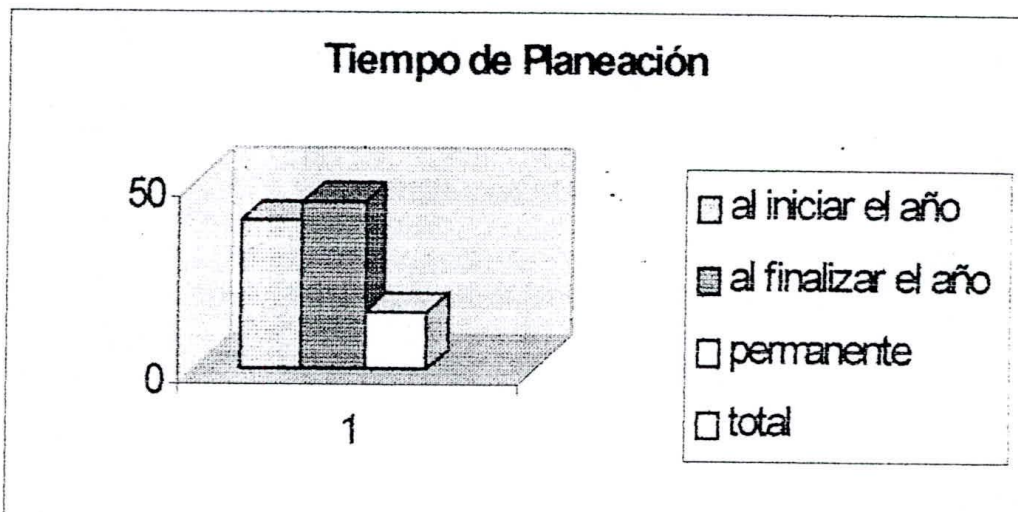 Tiempo de Planeación
50
0
1
al iniciar el año
al finalizar el año
permanente
total